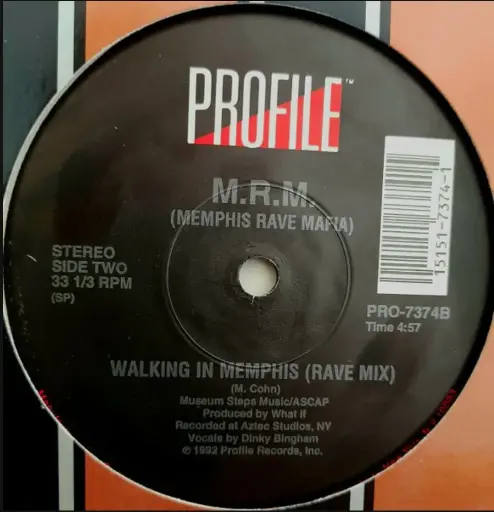 PROFILE™
M.R.M.
(MEMPHIS RAVE MAFIA)
STEREO
SIDE TWO
33 1/3 RPM
(SP)
15151-7374-1
PRO-7374B
Time 4:57
WALKING IN MEMPHIS (RAVE MIX)
(M. Cohn)
Museum Steps Music/ASCAP
Produced by What If
Recorded at Aztec Studios, NY
Vocals by Dinky Bingham
℗ 1992 Profile Records, Inc.